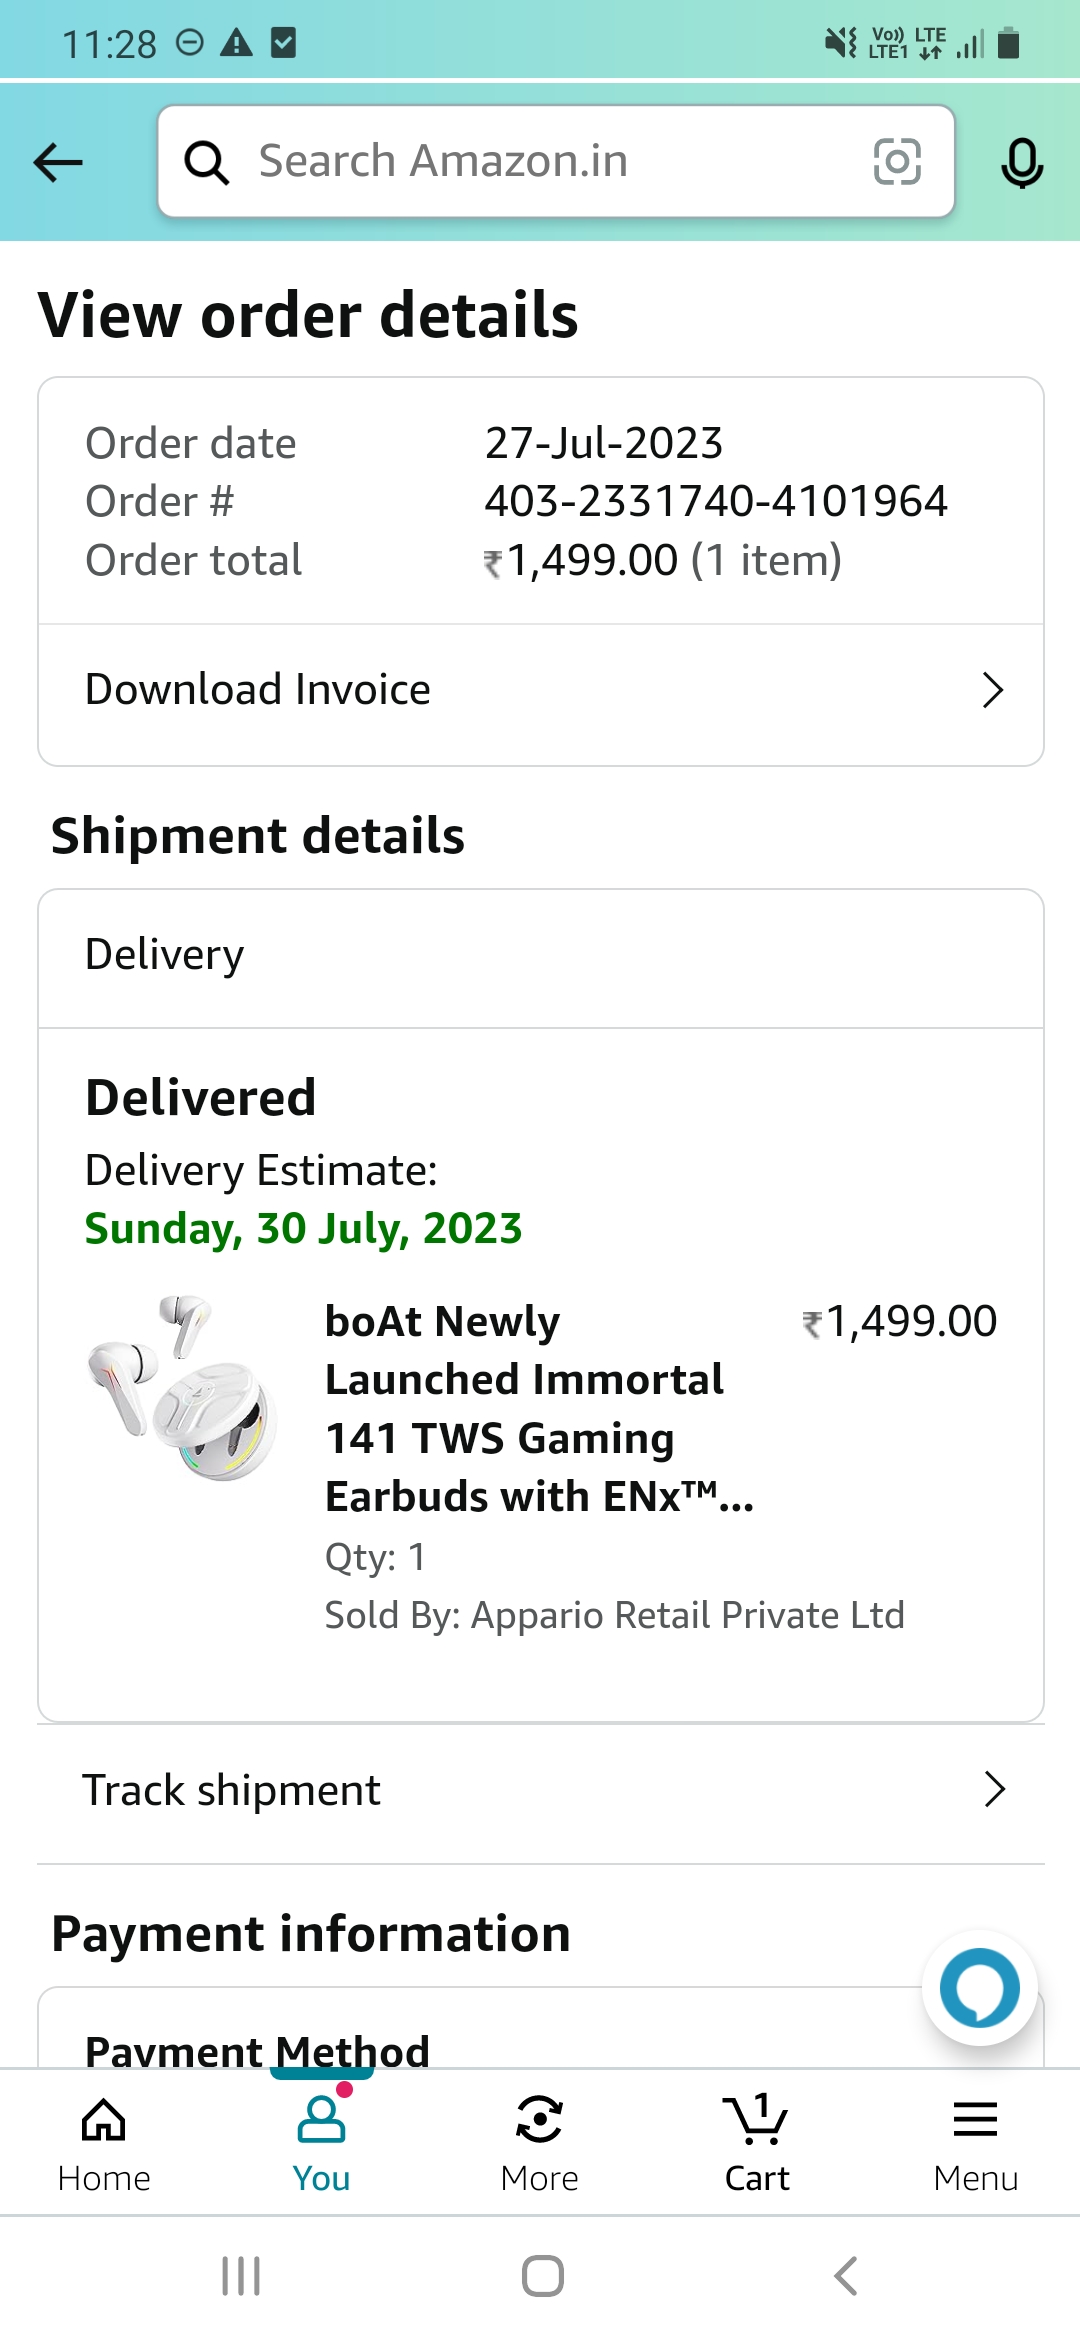 11:28 Vo)) LTE
LTE1
Search Amazon.in
View order details
Order date 27-Jul-2023
Order # 403-2331740-4101964
Order total ₹1,499.00 (1 item)
Download Invoice
Shipment details
Delivery
Delivered
Delivery Estimate:
Sunday, 30 July, 2023
boAt Newly ₹1,499.00
Launched Immortal
141 TWS Gaming
Earbuds with ENx™...
Qty: 1
Sold By: Appario Retail Private Ltd
Track shipment
Payment information
Payment Method
1
Home You More Cart Menu